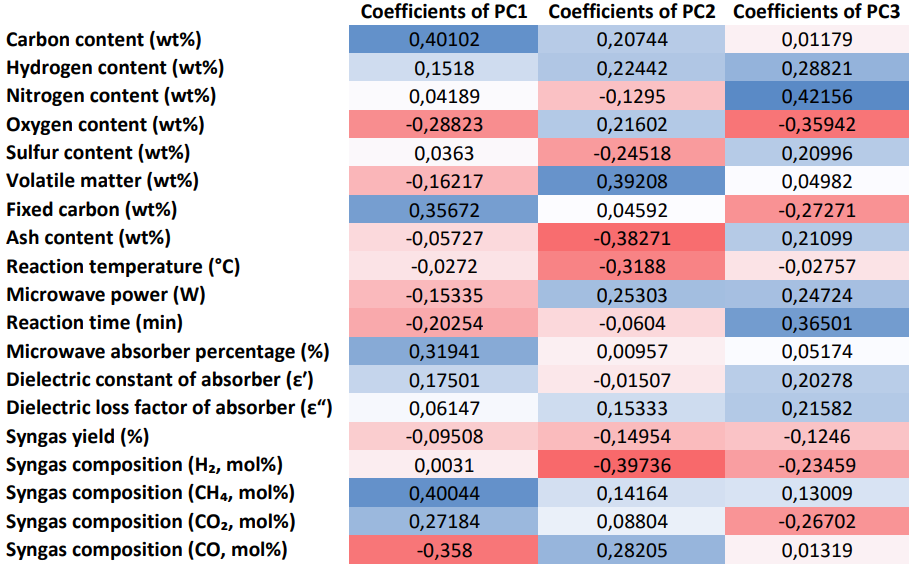 Coefficients of PC1 Coefficients of PC2 Coefficients of PC3
Carbon content (wt%) 0,40102 0,20744 0,01179
Hydrogen content (wt%) 0,1518 0,22442 0,28821
Nitrogen content (wt%) 0,04189 -0,1295 0,42156
Oxygen content (wt%) -0,28823 0,21602 -0,35942
Sulfur content (wt%) 0,0363 -0,24518 0,20996
Volatile matter (wt%) -0,16217 0,39208 0,04982
Fixed carbon (wt%) 0,35672 0,04592 -0,27271
Ash content (wt%) -0,05727 -0,38271 0,21099
Reaction temperature (°C) -0,0272 -0,3188 -0,02757
Microwave power (W) -0,15335 0,25303 0,24724
Reaction time (min) -0,20254 -0,0604 0,36501
Microwave absorber percentage (%) 0,31941 0,00957 0,05174
Dielectric constant of absorber (ε′) 0,17501 -0,01507 0,20278
Dielectric loss factor of absorber (ε“) 0,06147 0,15333 0,21582
Syngas yield (%) -0,09508 -0,14954 -0,1246
Syngas composition (H₂, mol%) 0,0031 -0,39736 -0,23459
Syngas composition (CH₄, mol%) 0,40044 0,14164 0,13009
Syngas composition (CO₂, mol%) 0,27184 0,08804 -0,26702
Syngas composition (CO, mol%) -0,358 0,28205 0,01319